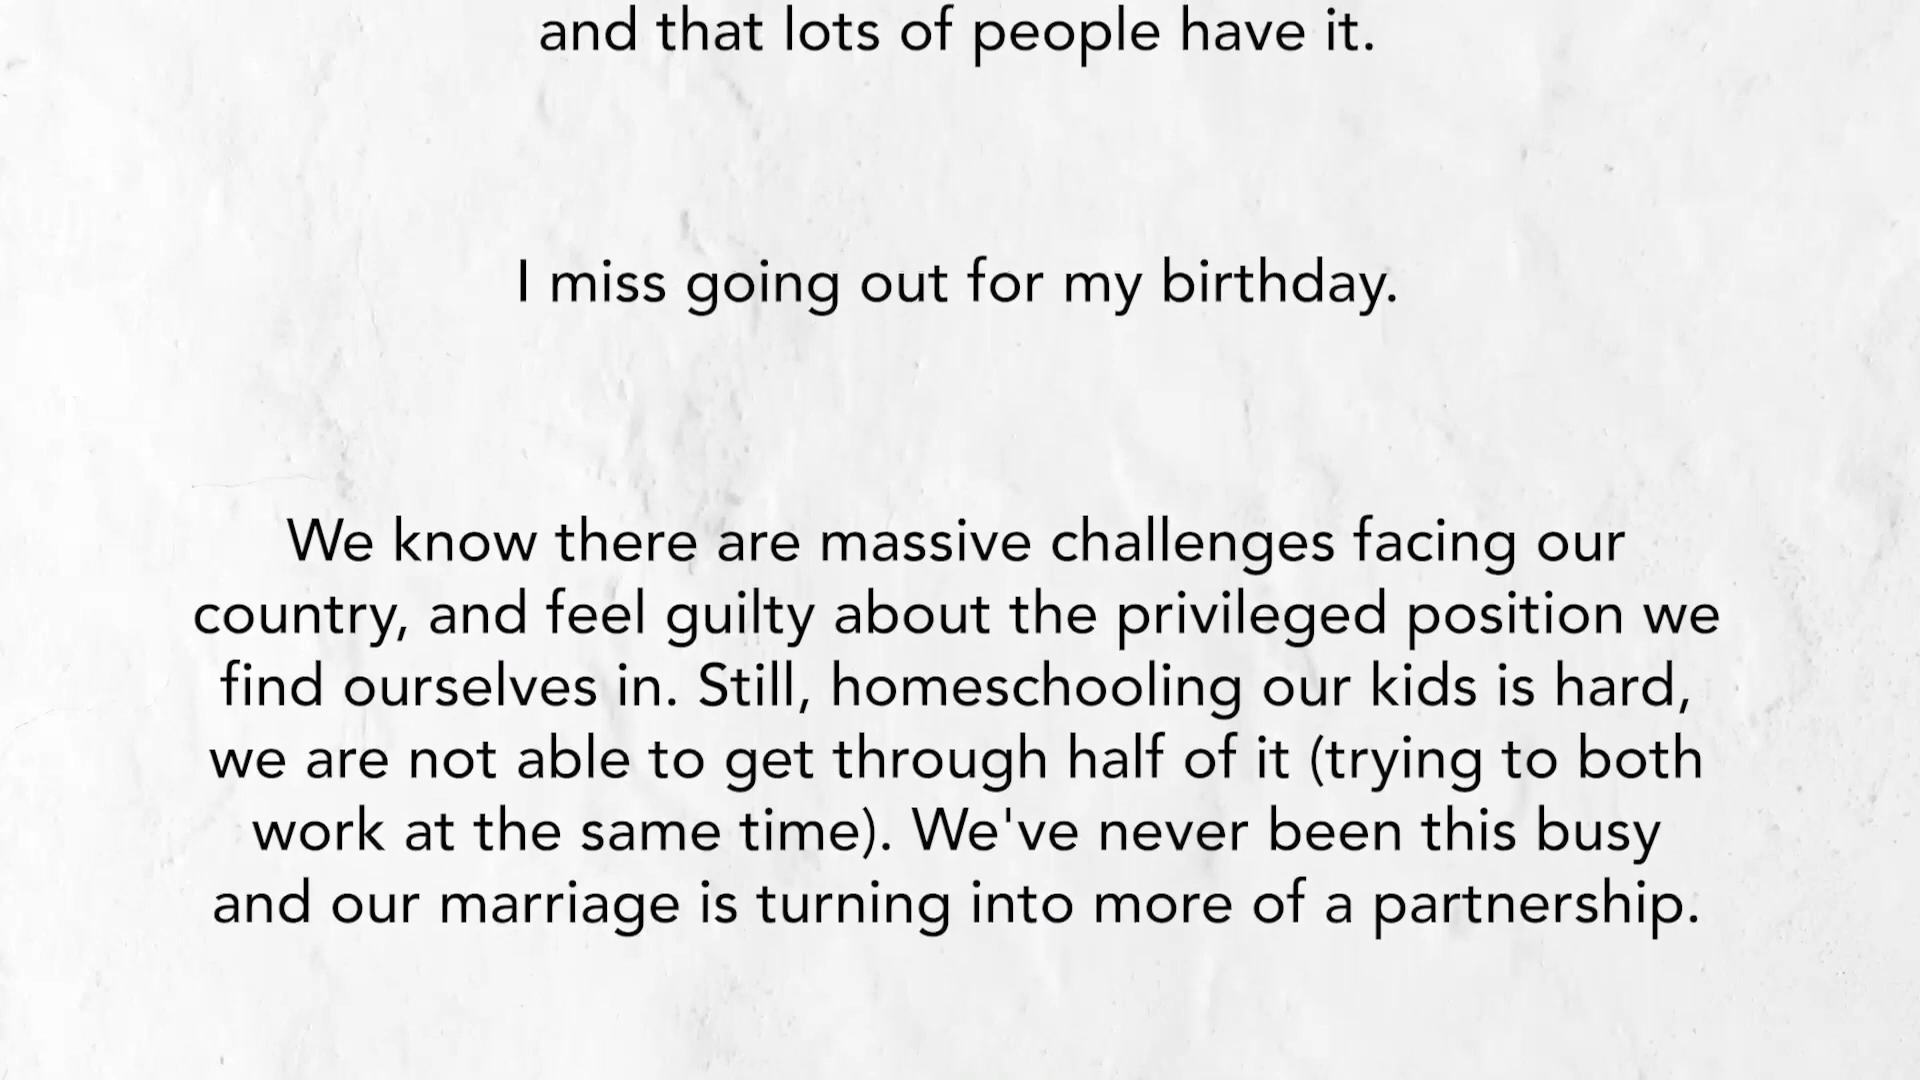 and that lots of people have it.
I miss going out for my birthday.
We know there are massive challenges facing our
country, and feel guilty about the privileged position we
find ourselves in. Still, homeschooling our kids is hard,
we are not able to get through half of it (trying to both
work at the same time). We've never been this busy
and our marriage is turning into more of a partnership.